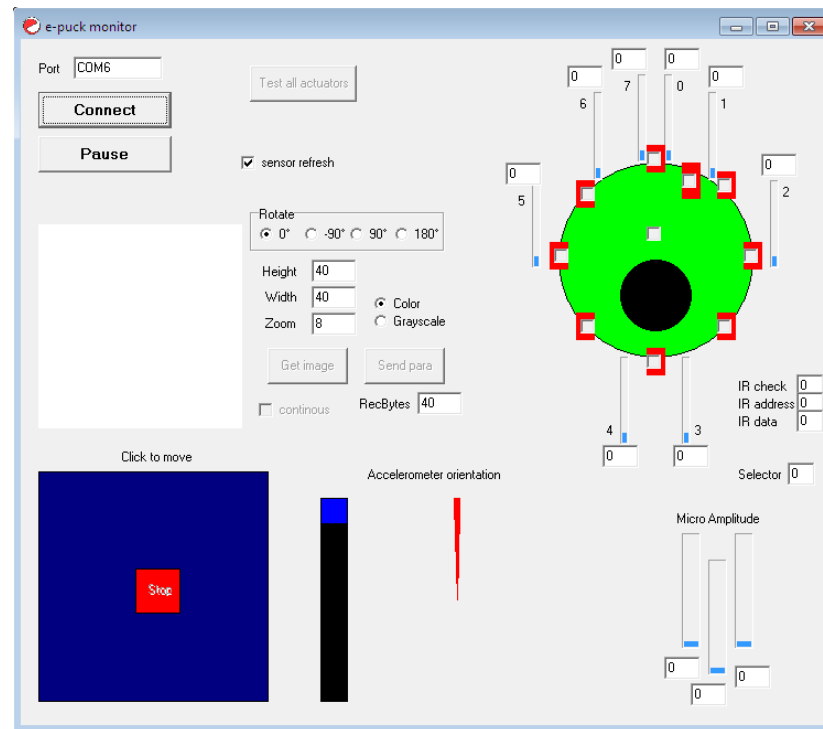 e-puck monitor
Port COM6
Connect
Pause
Test all actuators
sensor refresh
Rotate
0° -90° 90° 180°
Height 40
Width 40
Zoom 8
Color
Grayscale
Get image Send para
continous
RecBytes 40
0 0
0 7 0 0
6 1
0 0
5 2
4 3
0 0
IR check 0
IR address 0
IR data 0
Selector 0
Click to move
Stop
Accelerometer orientation
Micro Amplitude
0 0
0